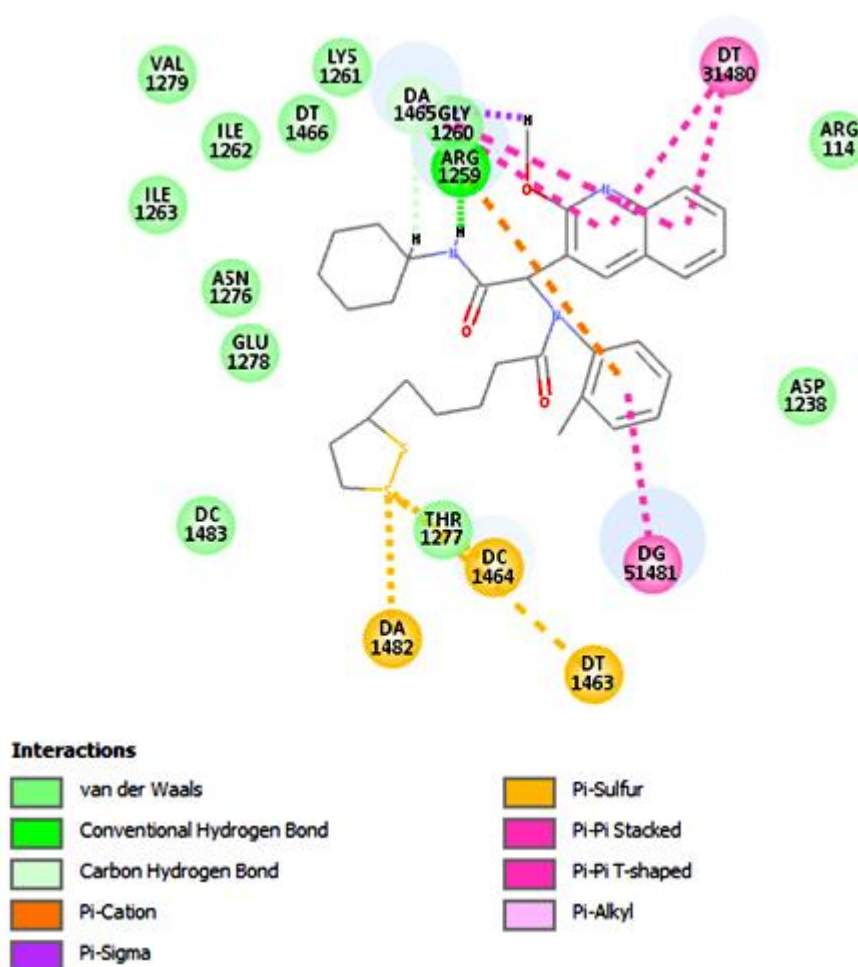 VAL
1279
LYS
1261
DT
31480
DA
1465
DT
1466
GLY
1260
ILE
1262
ARG
114
ARG
1259
H
N
O
ILE
1263
H
H
N
ASN
1276
O
N
GLU
1278
O
ASP
1238
S
S
DC
1483
THR
1277
DC
1464
DG
51481
DA
1482
DT
1463
Interactions
van der Waals
Conventional Hydrogen Bond
Carbon Hydrogen Bond
Pi-Cation
Pi-Sigma
Pi-Sulfur
Pi-Pi Stacked
Pi-Pi T-shaped
Pi-Alkyl